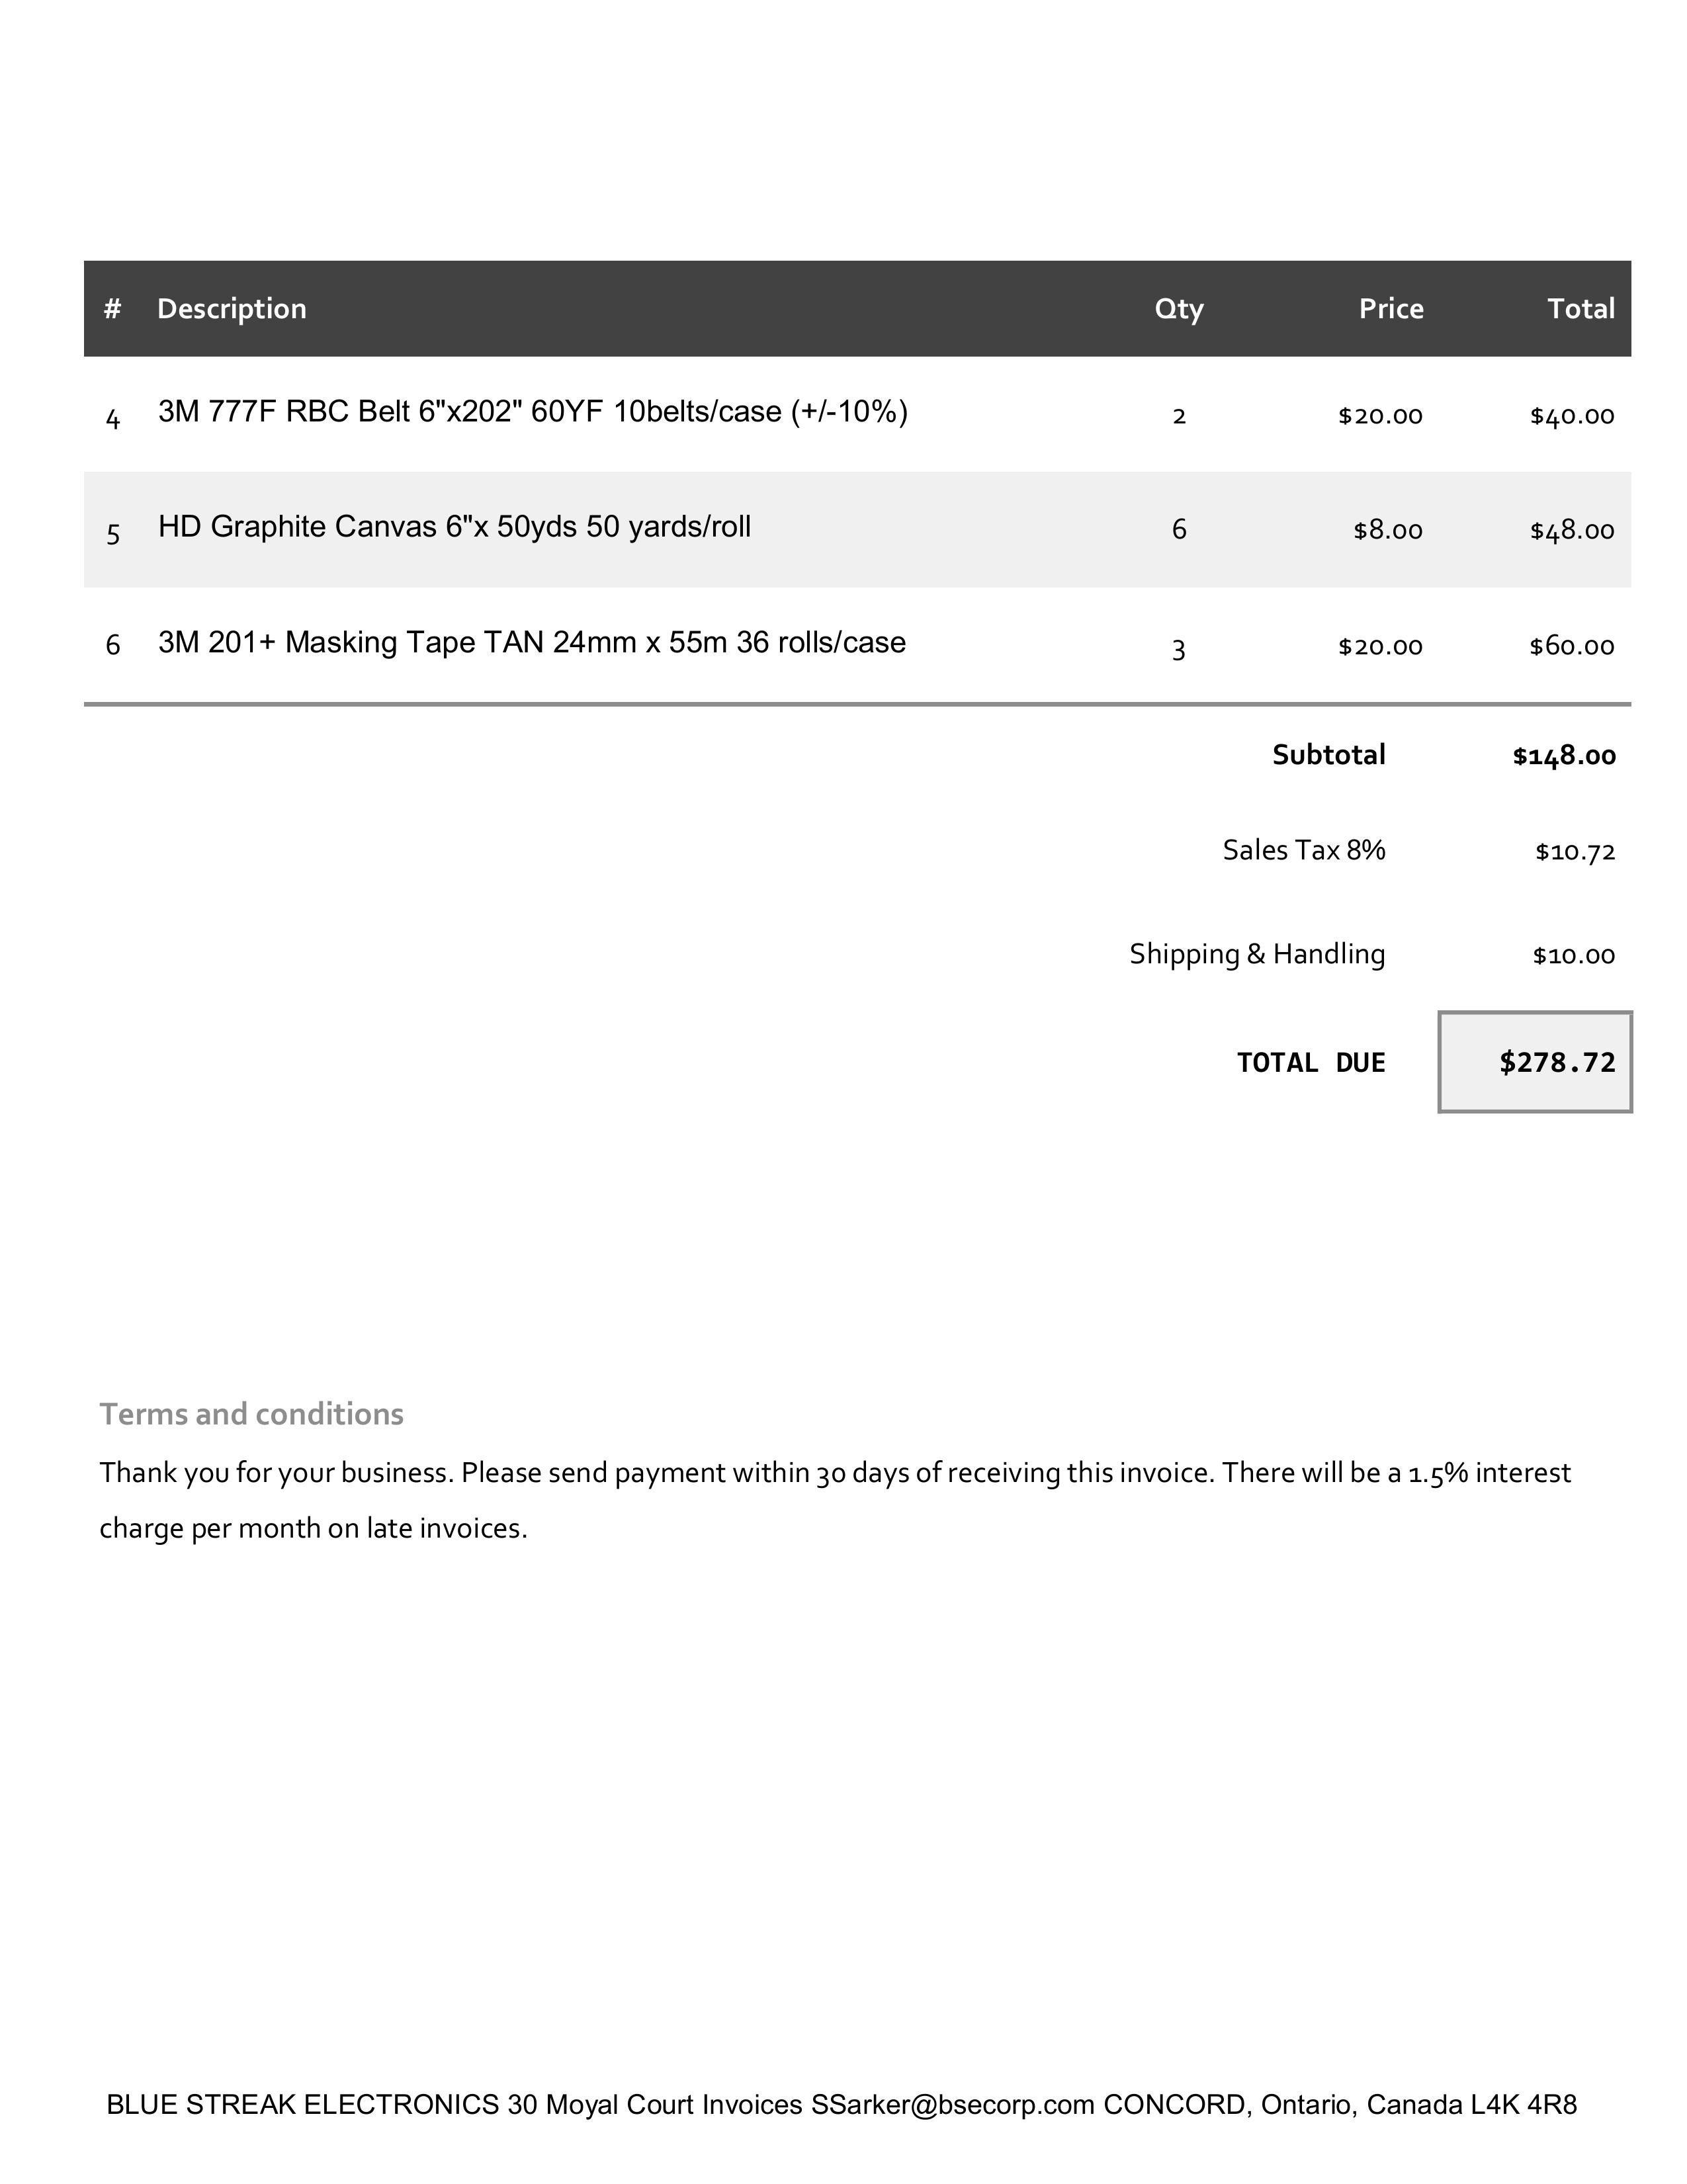 # Description Qty Price Total
4 3M 777F RBC Belt 6"x202" 60YF 10belts/case (+/-10%) 2 $20.00 $40.00
5 HD Graphite Canvas 6"x 50yds 50 yards/roll 6 $8.00 $48.00
6 3M 201+ Masking Tape TAN 24mm x 55m 36 rolls/case 3 $20.00 $60.00
Subtotal $148.00
Sales Tax 8% $10.72
Shipping & Handling $10.00
TOTAL DUE $278.72
Terms and conditions
Thank you for your business. Please send payment within 30 days of receiving this invoice. There will be a 1.5% interest
charge per month on late invoices.
BLUE STREAK ELECTRONICS 30 Moyal Court Invoices SSarker@bsecorp.com CONCORD, Ontario, Canada L4K 4R8